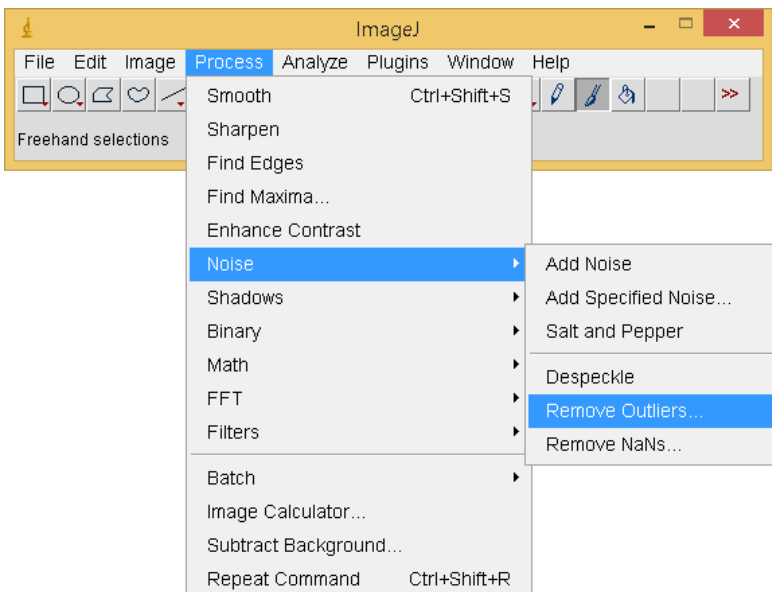 ImageJ
File Edit Image Process Analyze Plugins Window Help
>>
Freehand selections
Smooth Ctrl+Shift+S
Sharpen
Find Edges
Find Maxima...
Enhance Contrast
Noise
Shadows
Binary
Math
FFT
Filters
Batch
Image Calculator...
Subtract Background...
Repeat Command Ctrl+Shift+R
Add Noise
Add Specified Noise...
Salt and Pepper
Despeckle
Remove Outliers...
Remove NaNs...